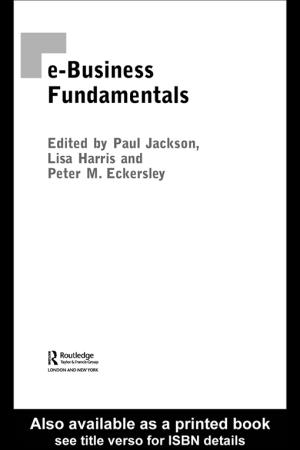 e-Business
Fundamentals
Edited by Paul Jackson,
Lisa Harris and
Peter M. Eckersley
Routledge
Taylor & Francis Group
LONDON AND NEW YORK
Also available as a printed book
see title verso for ISBN details